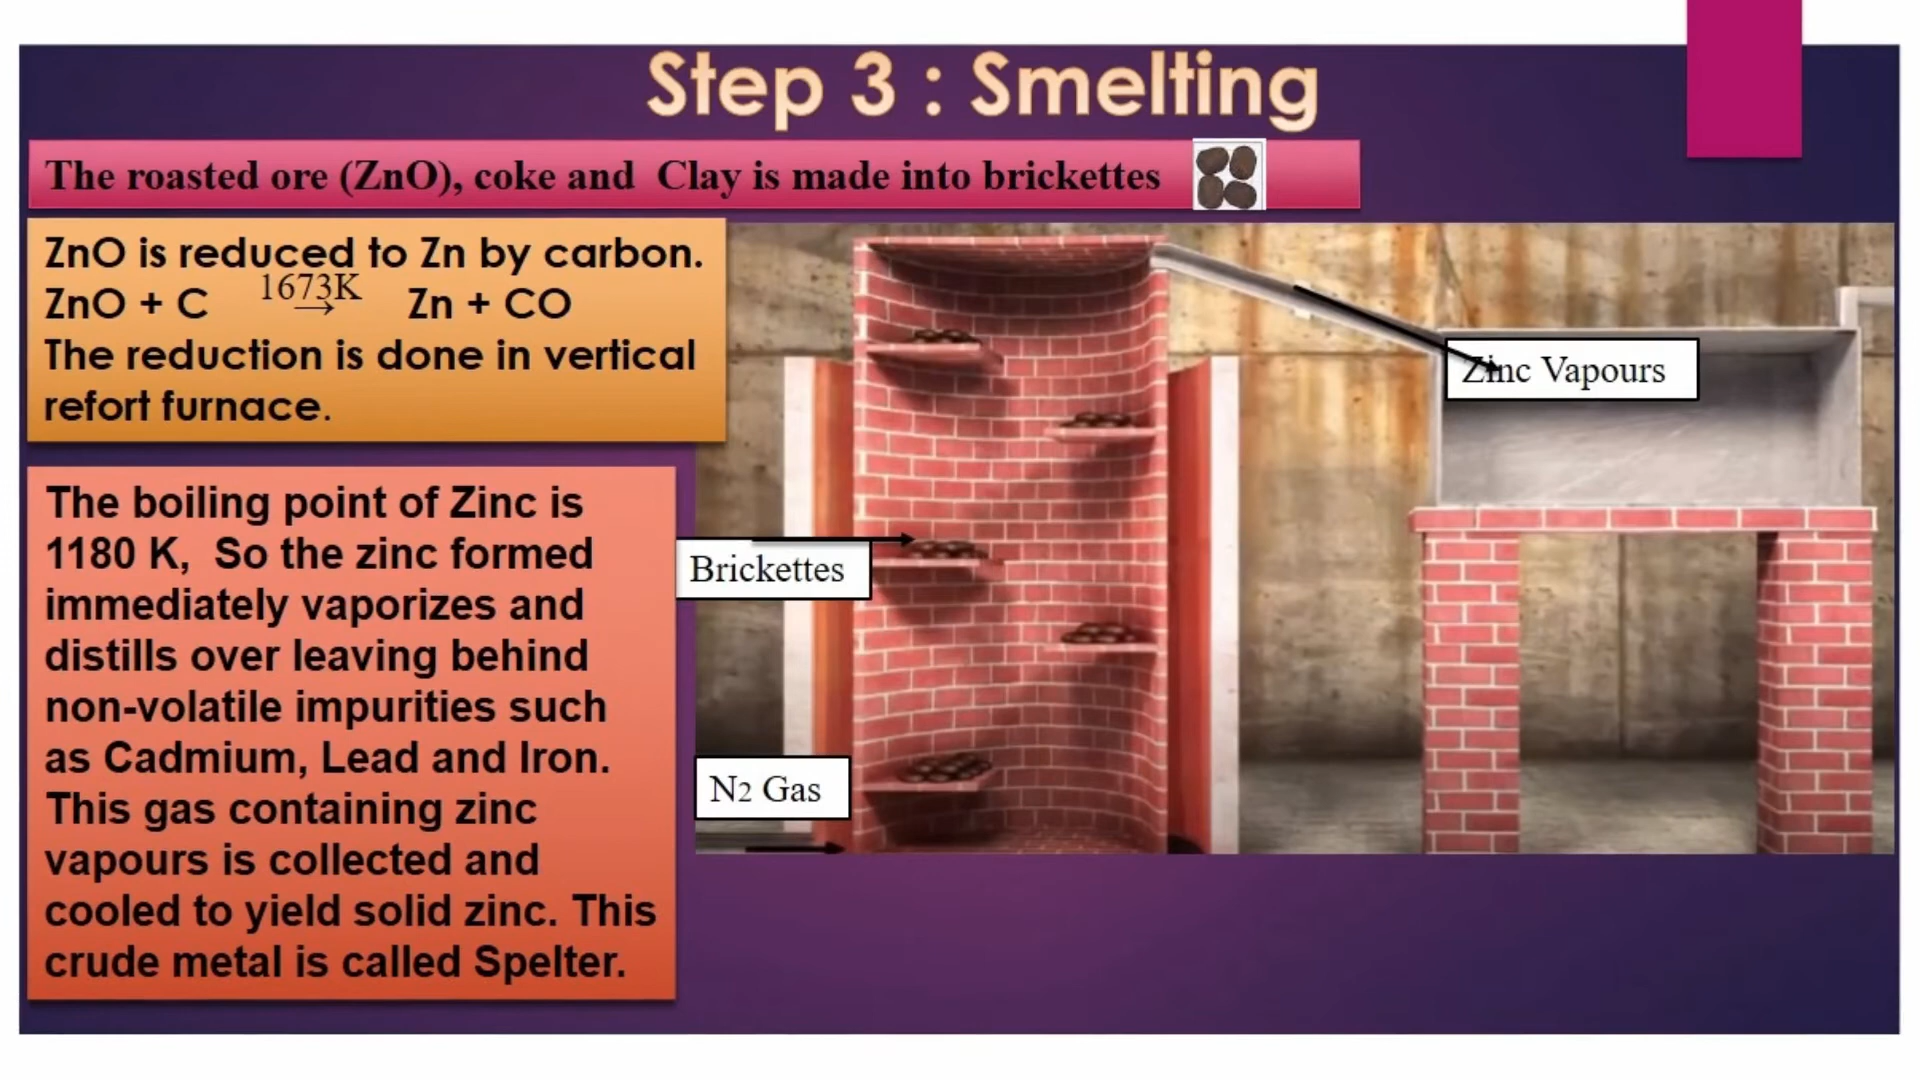 Step 3 : Smelting
The roasted ore (ZnO), coke and Clay is made into brickettes
ZnO is reduced to Zn by carbon.
1673K
ZnO + C → Zn + CO
The reduction is done in vertical
refort furnace.
The boiling point of Zinc is
1180 K, So the zinc formed
immediately vaporizes and
distills over leaving behind
non-volatile impurities such
as Cadmium, Lead and Iron.
This gas containing zinc
vapours is collected and
cooled to yield solid zinc. This
crude metal is called Spelter.
Zinc Vapours
Brickettes
N2 Gas